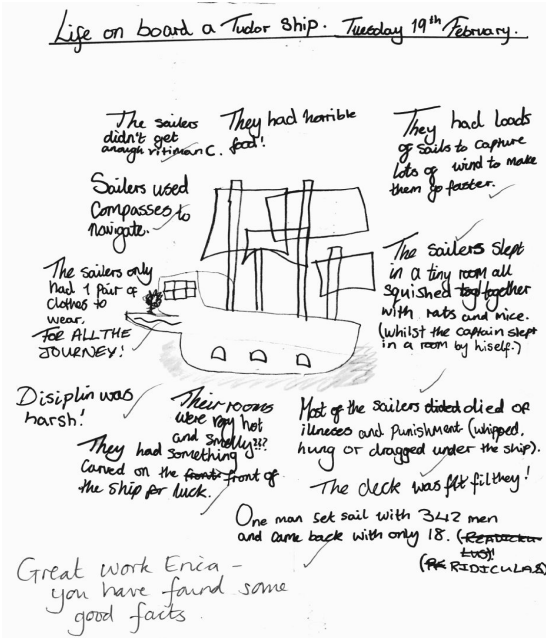 Life on board a Tudor Ship. Tuesday 19th February.
The sailers
didn't get
anough vitiman C.
They had horrible
food!
They had loads
of sails to capture
lots of wind to make
them go faster.
Sailers used
compasses to
navigate.
The sailers slept
in a tiny room all
squished together
with rats and mice.
(whilst the captain slept
in a room by hiself.)
The sailers only
had 1 pair of
clothes to
wear.
FOR ALL THE
JOURNEY!
Disiplin was
harsh!
Their rooms
were very hot
and smelly???
They had something
carved on the front front of
the ship for luck.
Most of the sailers died of
illneses and punishment (whipped,
hung or dragged under the ship).
The deck was filthey!
One man set sail with 342 men
and came back with only 18.
(RIDICULAS)
Great work Erica –
you have found some
good facts.